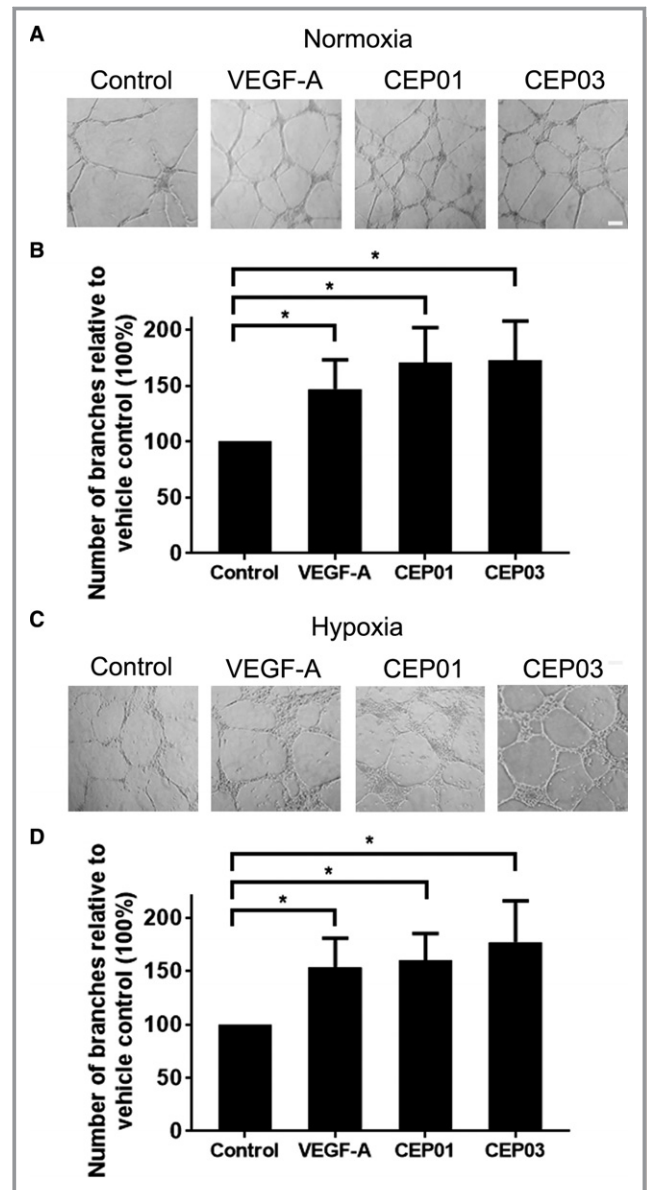 A
Normoxia
Control VEGF-A CEP01 CEP03
B
Number of branches relative to
vehicle control (100%)
200
150
100
50
0
*
*
*
Control VEGF-A CEP01 CEP03
C
Hypoxia
Control VEGF-A CEP01 CEP03
D
Number of branches relative to
vehicle control (100%)
200
150
100
50
0
*
*
*
Control VEGF-A CEP01 CEP03